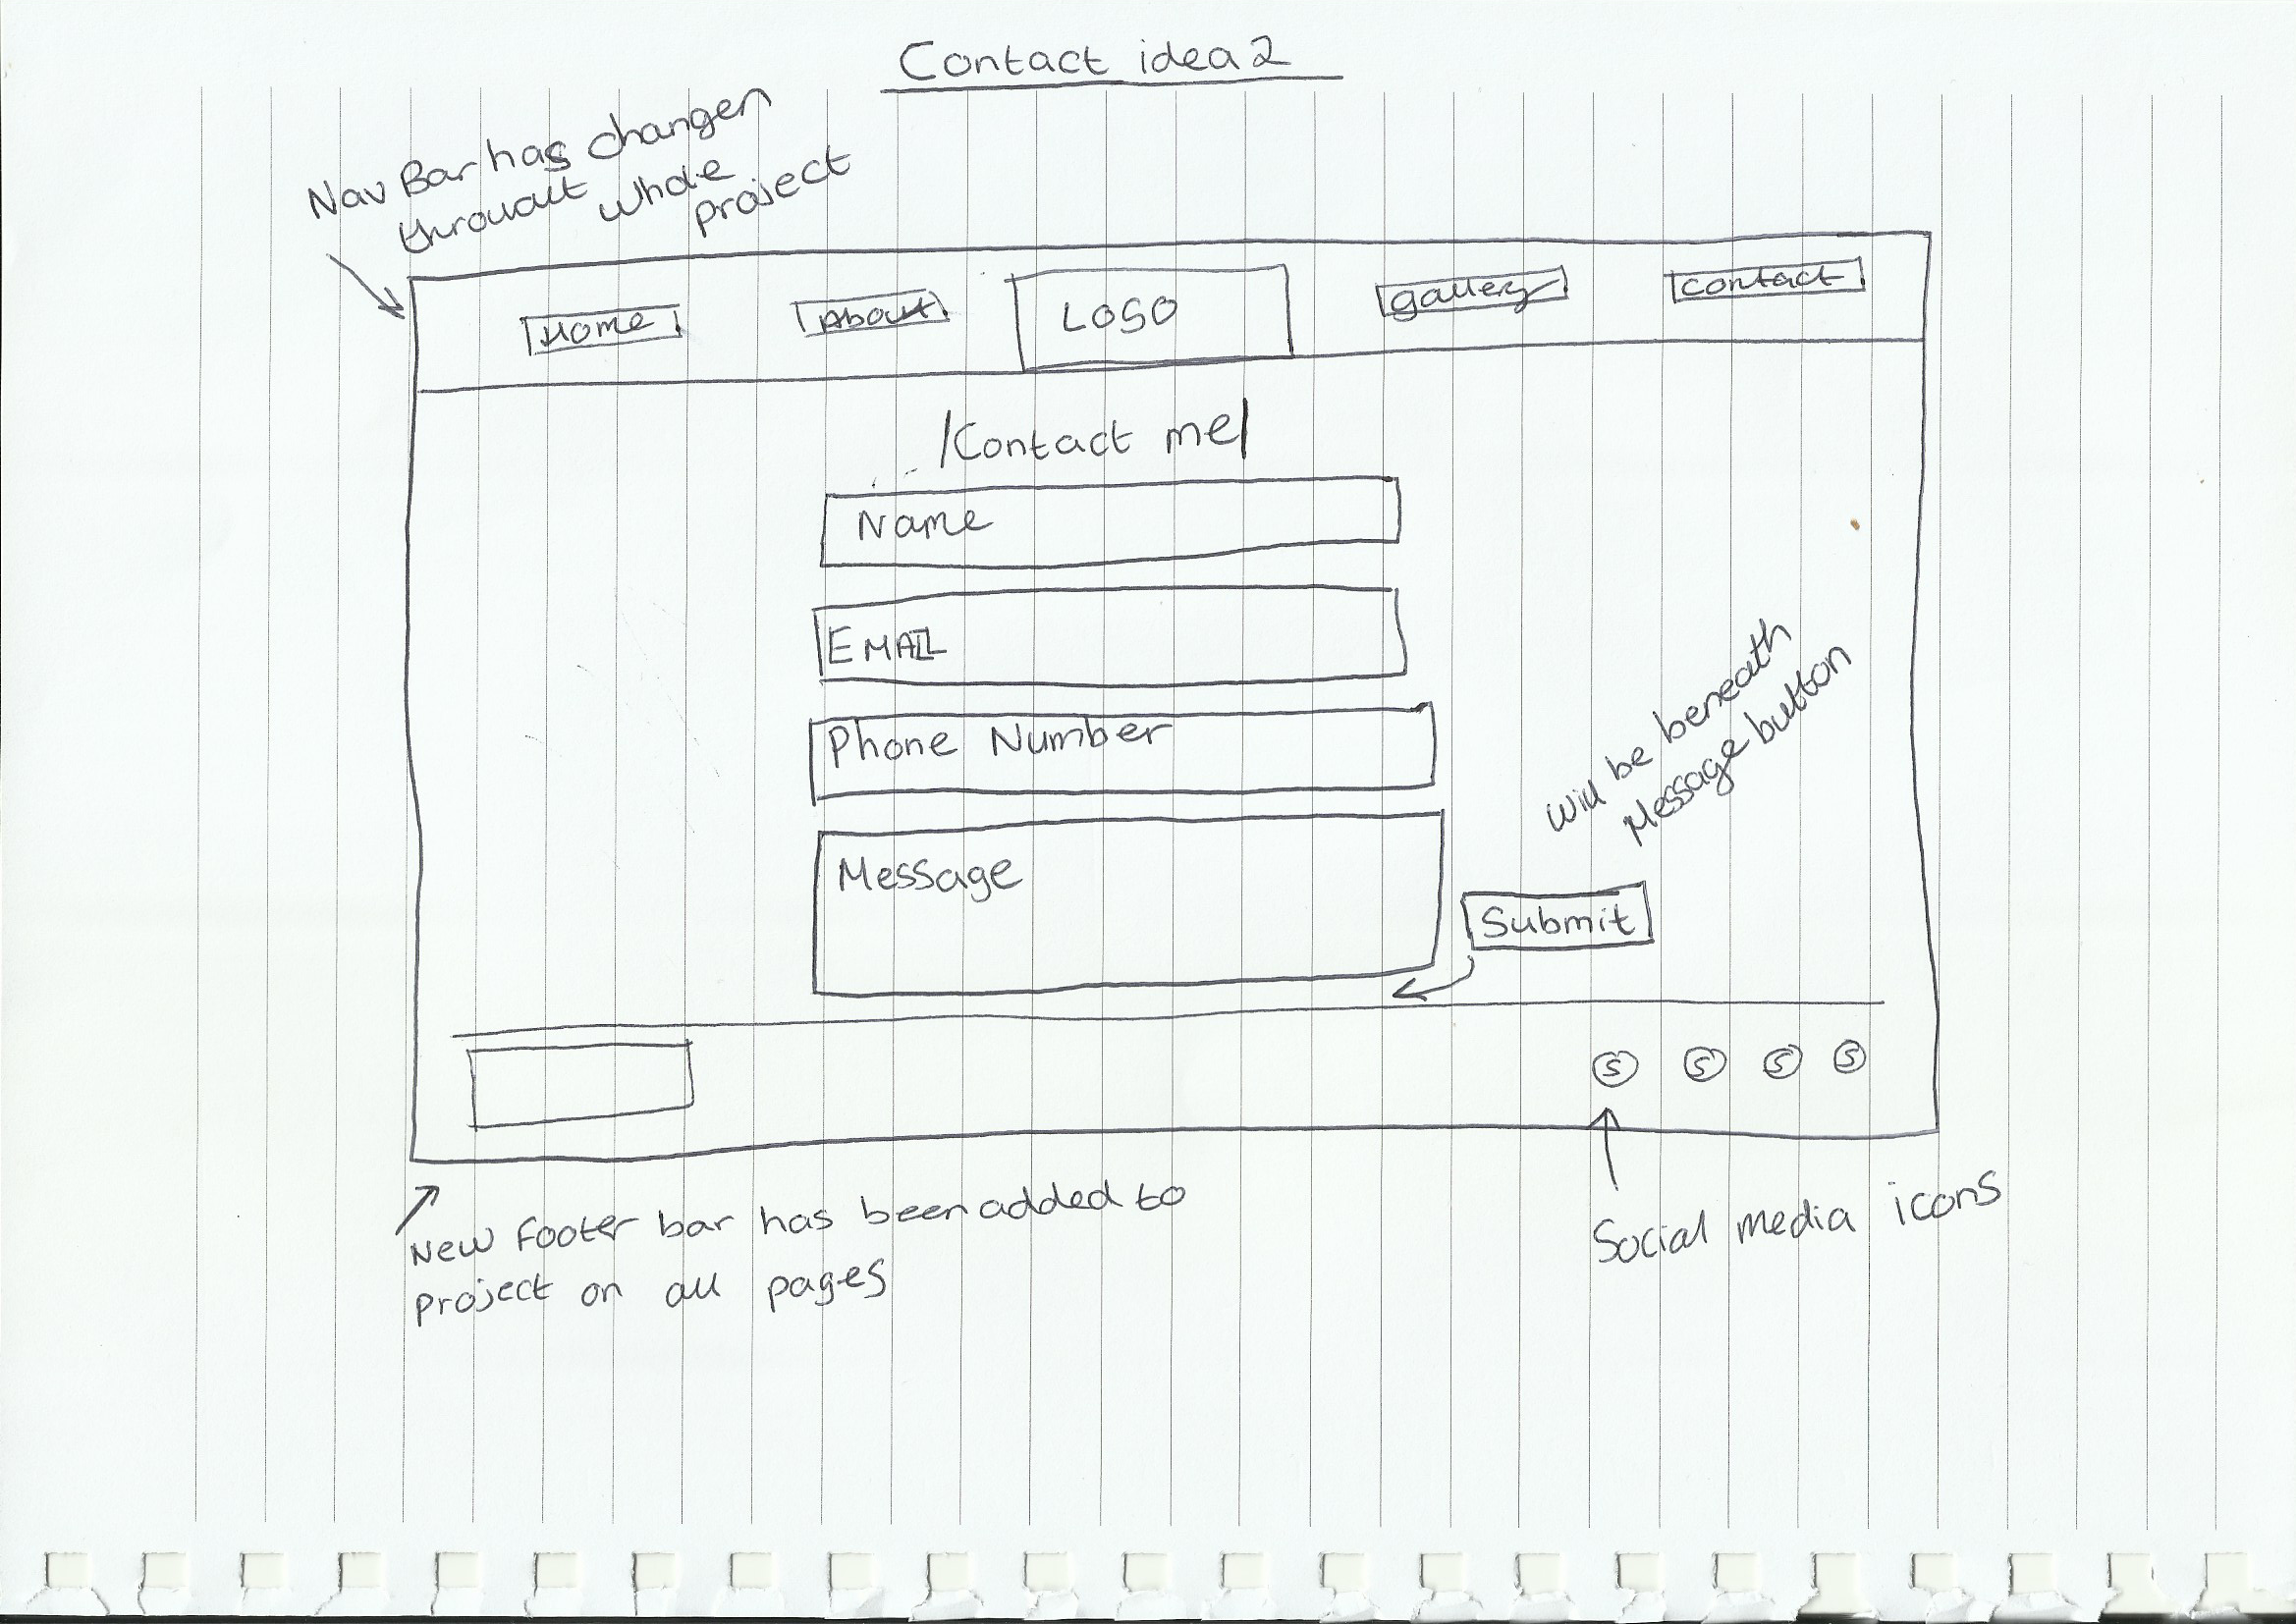 Contact idea 2
Nav Bar has changen
througout whole
project
Home About LOGO gallery contact
/Contact me/
Name
EMAIL
Phone Number
will be beneath
Message button
Message
Submit
S S S S
New footer bar has been added to
project on all pages
Social media icons